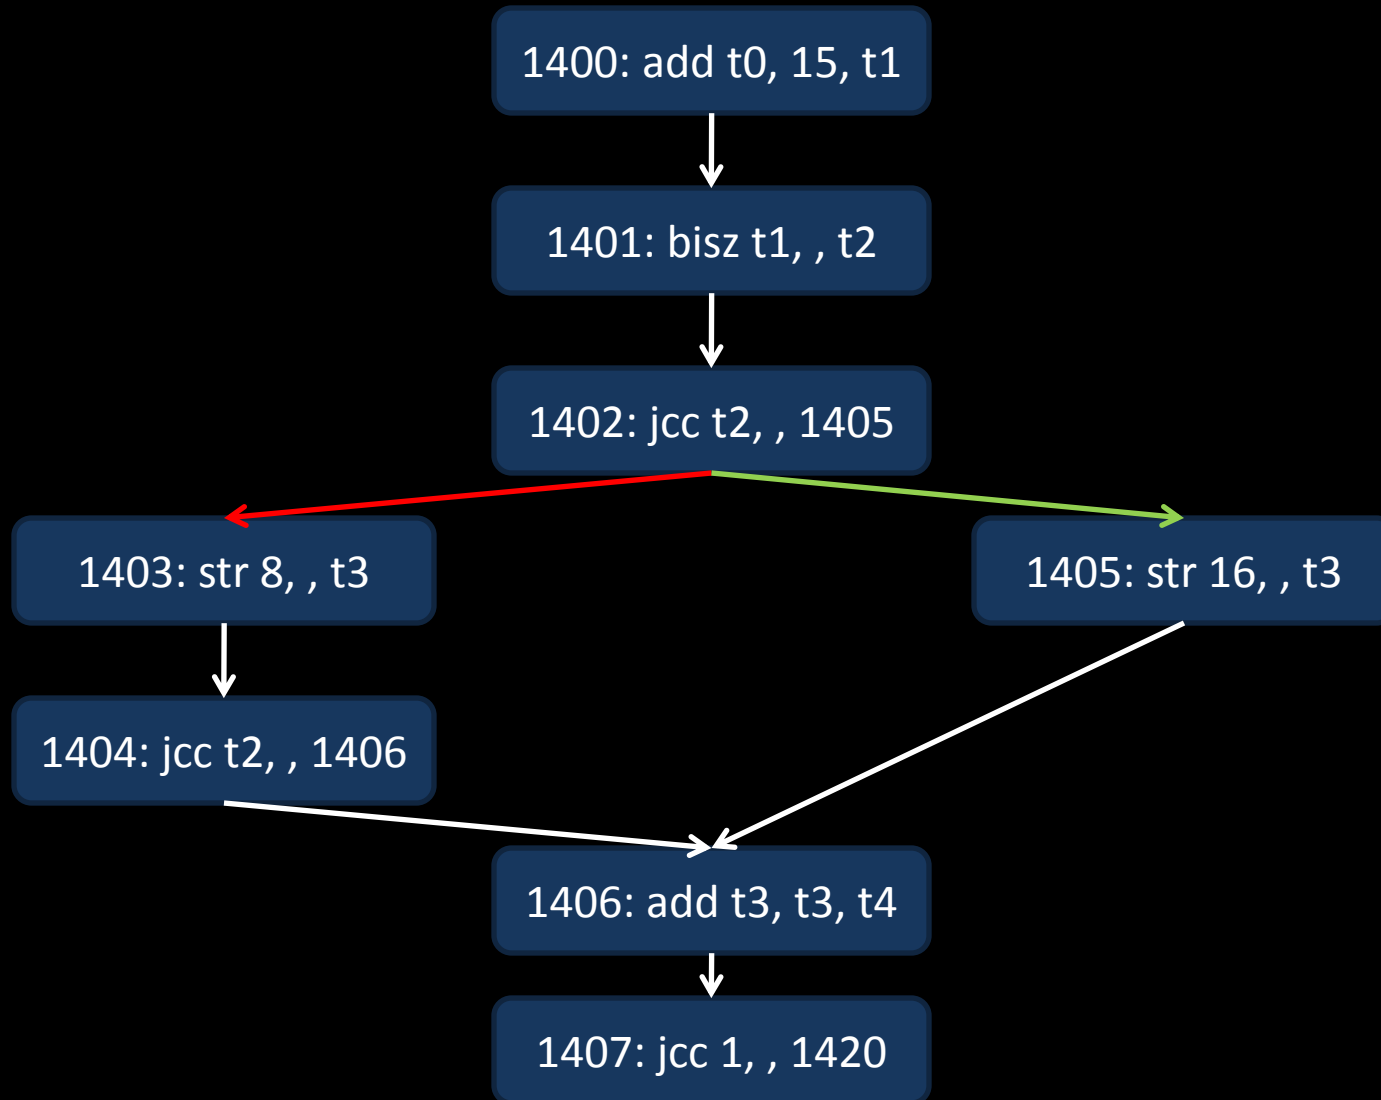 1400: add t0, 15, t1
1401: bisz t1, , t2
1402: jcc t2, , 1405
1403: str 8, , t3
1405: str 16, , t3
1404: jcc t2, , 1406
1406: add t3, t3, t4
1407: jcc 1, , 1420